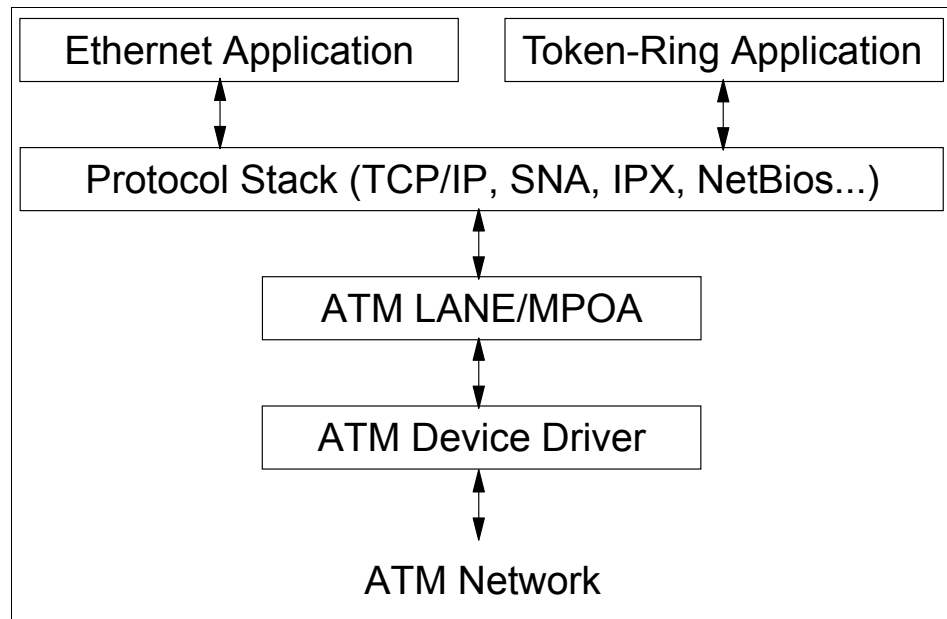 Ethernet Application
Token-Ring Application
Protocol Stack (TCP/IP, SNA, IPX, NetBios...)
ATM LANE/MPOA
ATM Device Driver
ATM Network